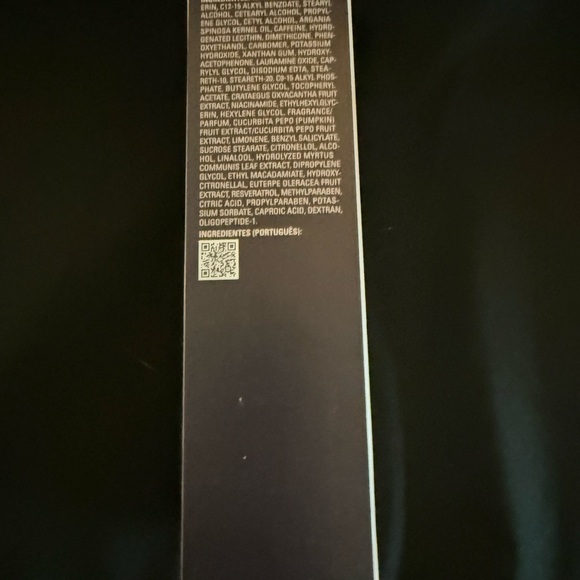 ERIN, C12-15 ALKYL BENZOATE, STEARYL
ALCOHOL, CETEARYL ALCOHOL, PROPYL-
ENE GLYCOL, CETYL ALCOHOL, ARGANIA
SPINOSA KERNEL OIL, CAFFEINE, HYDRO-
GENATED LECITHIN, DIMETHICONE, PHEN-
OXYETHANOL, CARBOMER, POTASSIUM
HYDROXIDE, XANTHAN GUM, HYDROXY-
ACETOPHENONE, LAURAMINE OXIDE, CAP-
RYLYL GLYCOL, DISODIUM EDTA, STEA-
RETH-10, STEARETH-20, C9-15 ALKYL PHOS-
PHATE, BUTYLENE GLYCOL, TOCOPHERYL
ACETATE, CRATAEGUS OXYACANTHA FRUIT
EXTRACT, NIACINAMIDE, ETHYLHEXYLGLYC-
ERIN, HEXYLENE GLYCOL, FRAGRANCE/
PARFUM, CUCURBITA PEPO (PUMPKIN)
FRUIT EXTRACT/CUCURBITA PEPO FRUIT
EXTRACT, LIMONENE, BENZYL SALICYLATE,
SUCROSE STEARATE, CITRONELLOL, ALCO-
HOL, LINALOOL, HYDROLYZED MYRTUS
COMMUNIS LEAF EXTRACT, DIPROPYLENE
GLYCOL, ETHYL MACADAMIATE, HYDROXY-
CITRONELLAL, EUTERPE OLERACEA FRUIT
EXTRACT, RESVERATROL, METHYLPARABEN,
CITRIC ACID, PROPYLPARABEN, POTAS-
SIUM SORBATE, CAPROIC ACID, DEXTRAN,
OLIGOPEPTIDE-1.
INGREDIENTES (PORTUGUÊS):